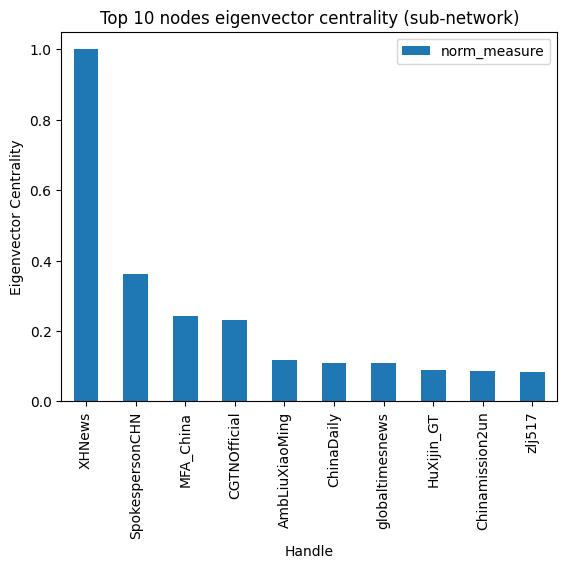 Top 10 nodes eigenvector centrality (sub-network)
norm_measure
Eigenvector Centrality
1.0
0.8
0.6
0.4
0.2
0.0
XHNews
SpokespersonCHN
MFA_China
CGTNOfficial
AmbLiuXiaoMing
ChinaDaily
globaltimesnews
HuXijin_GT
Chinamission2un
zlj517
Handle